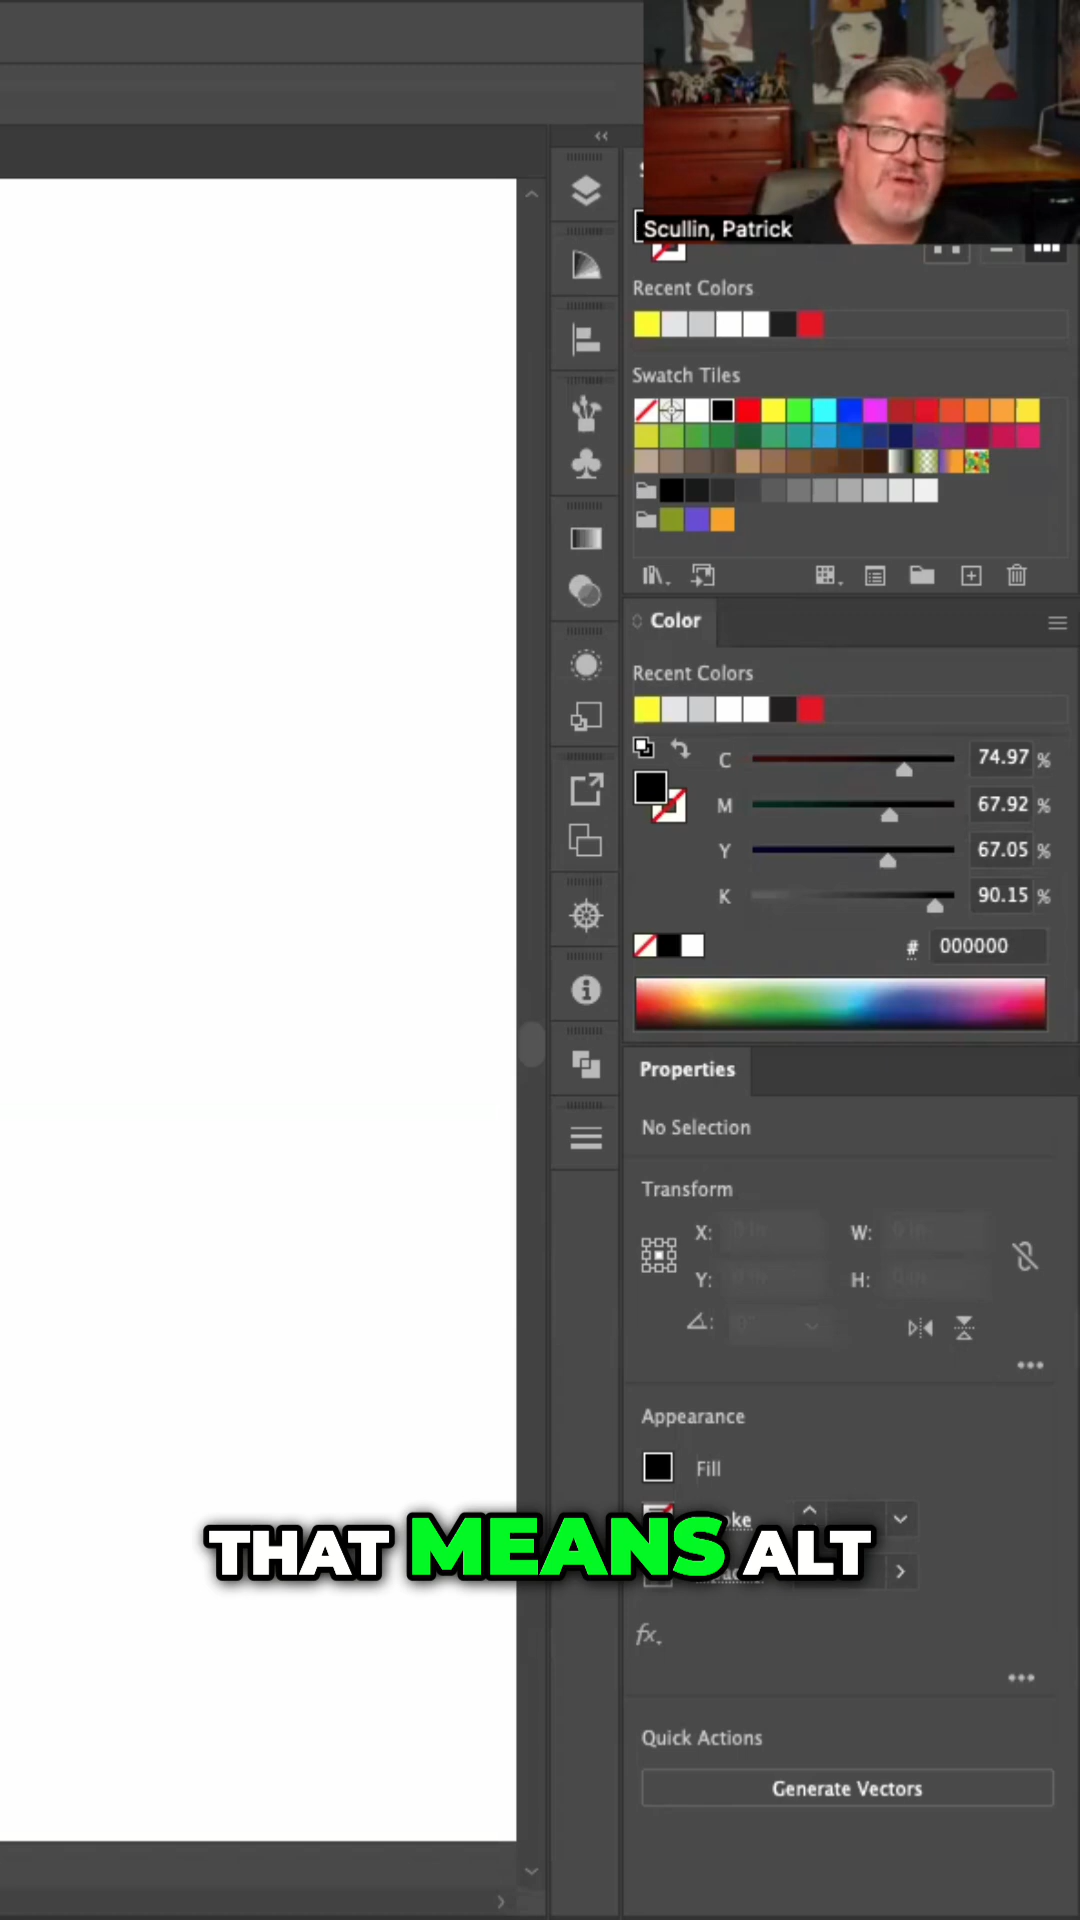 Scullin, Patrick
Recent Colors
Swatch Tiles
Color
Recent Colors
C 74.97 %
M 67.92 %
Y 67.05 %
K 90.15 %
# 000000
Properties
No Selection
Transform
X: W:
Y: H:
Appearance
Fill
THAT MEANS ALT
fx
Quick Actions
Generate Vectors